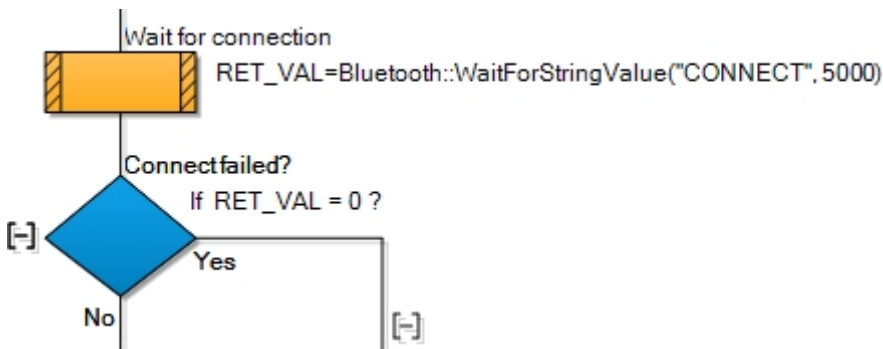 Wait for connection
RET_VAL=Bluetooth::WaitForStringValue("CONNECT", 5000)
Connect failed?
If RET_VAL = 0 ?
[-]
Yes
No
[-]